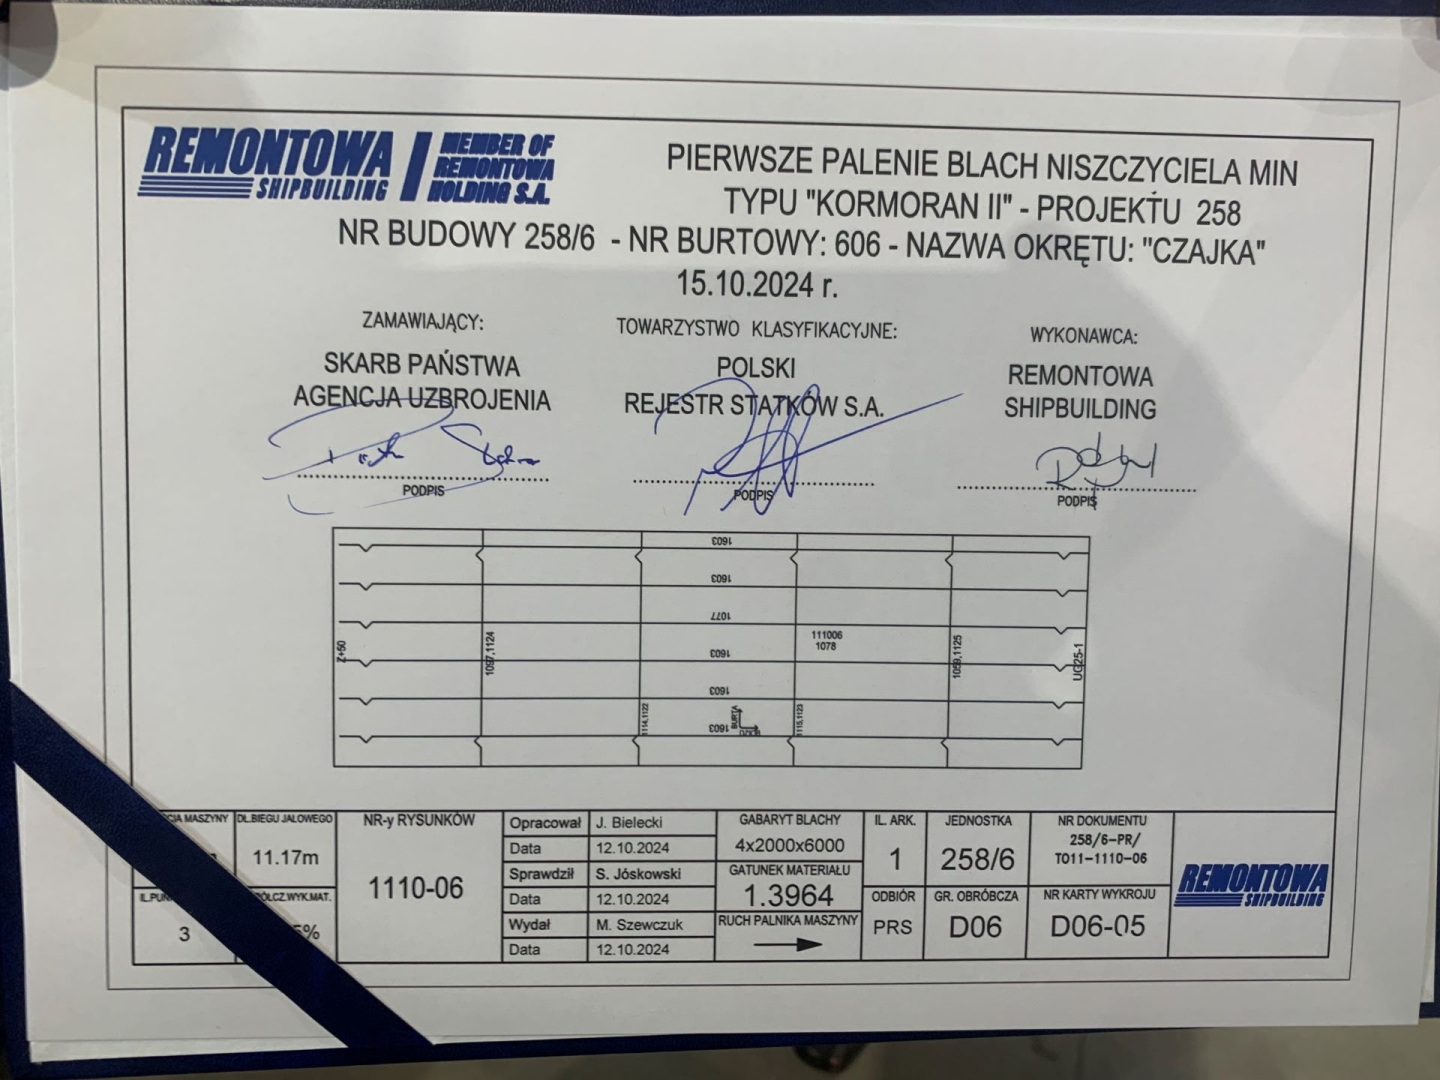 REMONTOWA SHIPBUILDING
MEMBER OF REMONTOWA HOLDING S.A.
PIERWSZE PALENIE BLACH NISZCZYCIELA MIN
TYPU "KORMORAN II" - PROJEKTU 258
NR BUDOWY 258/6 - NR BURTOWY: 606 - NAZWA OKRĘTU: "CZAJKA"
15.10.2024 r.
ZAMAWIAJĄCY:
SKARB PAŃSTWA
AGENCJA UZBROJENIA
PODPIS
TOWARZYSTWO KLASYFIKACYJNE:
POLSKI
REJESTR STATKÓW S.A.
PODPIS
WYKONAWCA:
REMONTOWA
SHIPBUILDING
PODPIS
1603
1603
1077
1603
1603
1603
Z+50
1097,1124
1114,1122
BURTA
1115,1123
111006
1078
1059,1125
UG25-1
MASZYNY
DŁ.BIEGU JAŁOWEGO
11.17m
3
WYK.MAT.
%
NR-y RYSUNKÓW
1110-06
Opracował J. Bielecki
Data 12.10.2024
Sprawdził S. Jóskowski
Data 12.10.2024
Wydał M. Szewczuk
Data 12.10.2024
GABARYT BLACHY
4x2000x6000
GATUNEK MATERIAŁU
1.3964
RUCH PALNIKA MASZYNY
IL. ARK.
1
ODBIÓR
PRS
JEDNOSTKA
258/6
GR. OBRÓBCZA
D06
NR DOKUMENTU
258/6-PR/
T011-1110-06
NR KARTY WYKROJU
D06-05
REMONTOWA
SHIPBUILDING